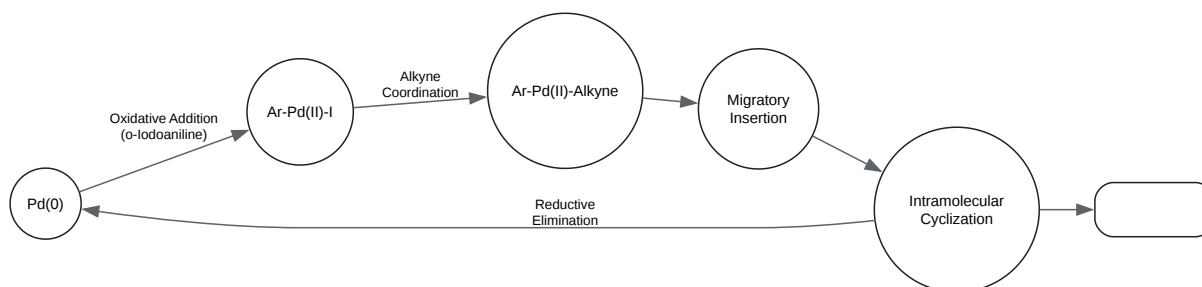 Pd(0)
Oxidative Addition
(o-Iodoaniline)
Ar-Pd(II)-I
Alkyne
Coordination
Ar-Pd(II)-Alkyne
Migratory
Insertion
Intramolecular
Cyclization
Reductive
Elimination